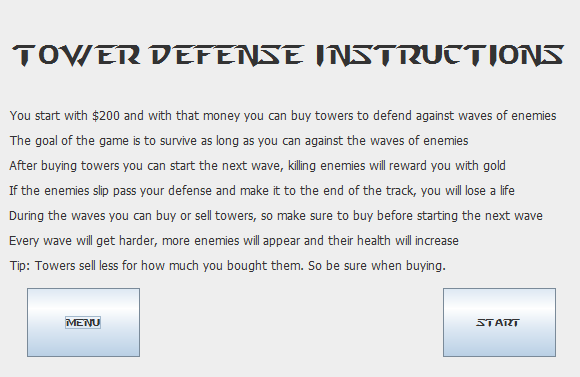 TOWER DEFENSE INSTRUCTIONS
You start with $200 and with that money you can buy towers to defend against waves of enemies
The goal of the game is to survive as long as you can against the waves of enemies
After buying towers you can start the next wave, killing enemies will reward you with gold
If the enemies slip pass your defense and make it to the end of the track, you will lose a life
During the waves you can buy or sell towers, so make sure to buy before starting the next wave
Every wave will get harder, more enemies will appear and their health will increase
Tip: Towers sell less for how much you bought them. So be sure when buying.
MENU
START